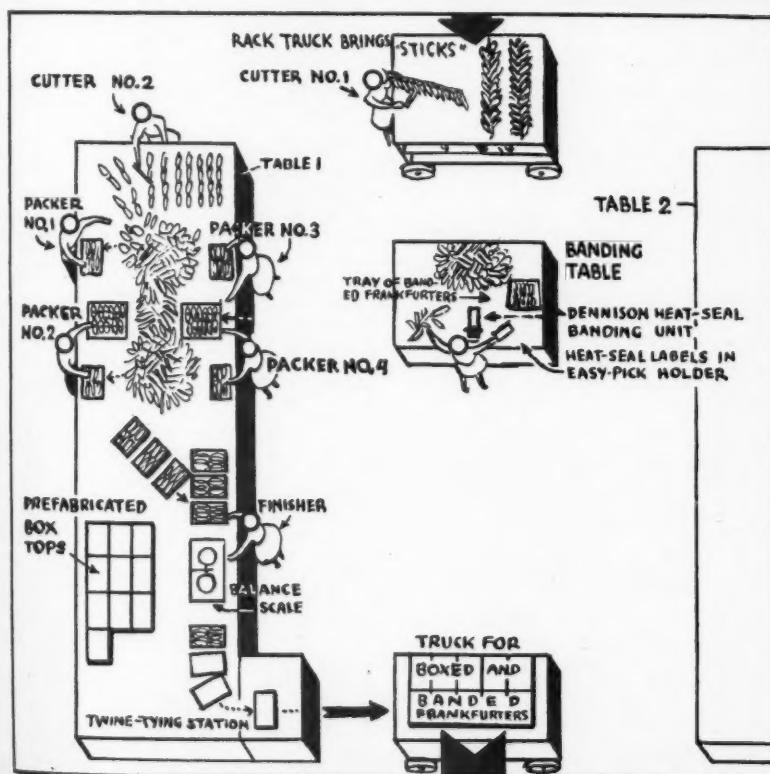 RACK TRUCK BRINGS "STICKS"
CUTTER NO.1
CUTTER NO.2
TABLE 1
PACKER
NO.1
PACKER NO.3
TABLE 2
BANDING
TABLE
TRAY OF BAND-
ED FRANKFURTERS
PACKER
NO.2
DENNISON HEAT-SEAL
BANDING UNIT
PACKER NO.4
HEAT-SEAL LABELS IN
EASY-PICK HOLDER
PREFABRICATED
BOX
TOPS
FINISHER
BALANCE
SCALE
TRUCK FOR
BOXED AND
BANDED
FRANKFURTERS
TWINE-TYING STATION